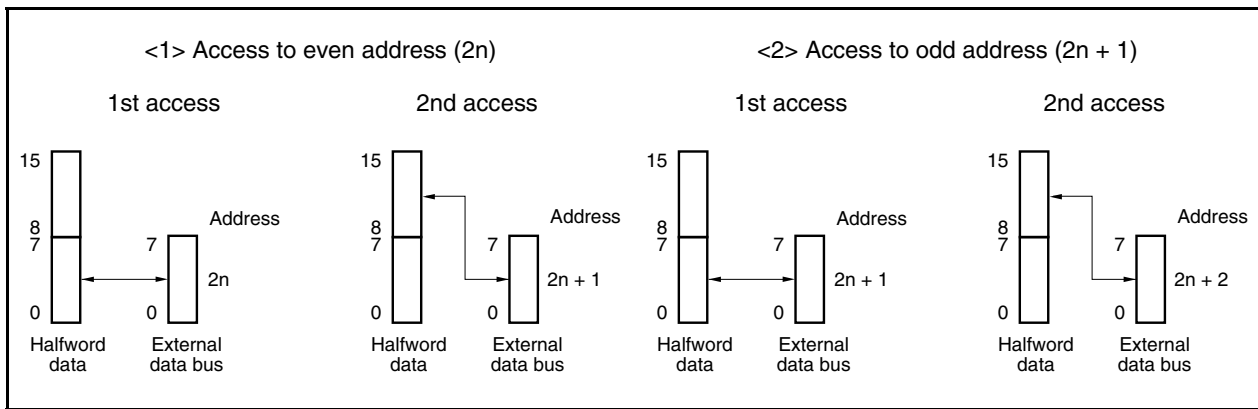 <1> Access to even address (2n)
<2> Access to odd address (2n + 1)
1st access
2nd access
1st access
2nd access
15
8
7
0
Halfword
data
7
0
External
data bus
Address
2n
15
8
7
0
Halfword
data
7
0
External
data bus
Address
2n + 1
15
8
7
0
Halfword
data
7
0
External
data bus
Address
2n + 1
15
8
7
0
Halfword
data
7
0
External
data bus
Address
2n + 2